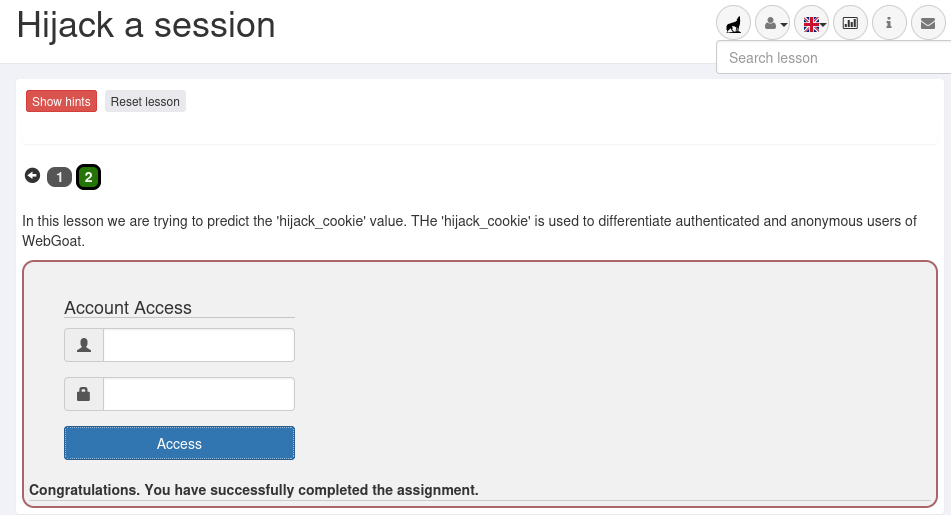 Hijack a session
Search lesson
Show hints
Reset lesson
1
2
In this lesson we are trying to predict the 'hijack_cookie' value. THe 'hijack_cookie' is used to differentiate authenticated and anonymous users of
WebGoat.
Account Access
Access
Congratulations. You have successfully completed the assignment.